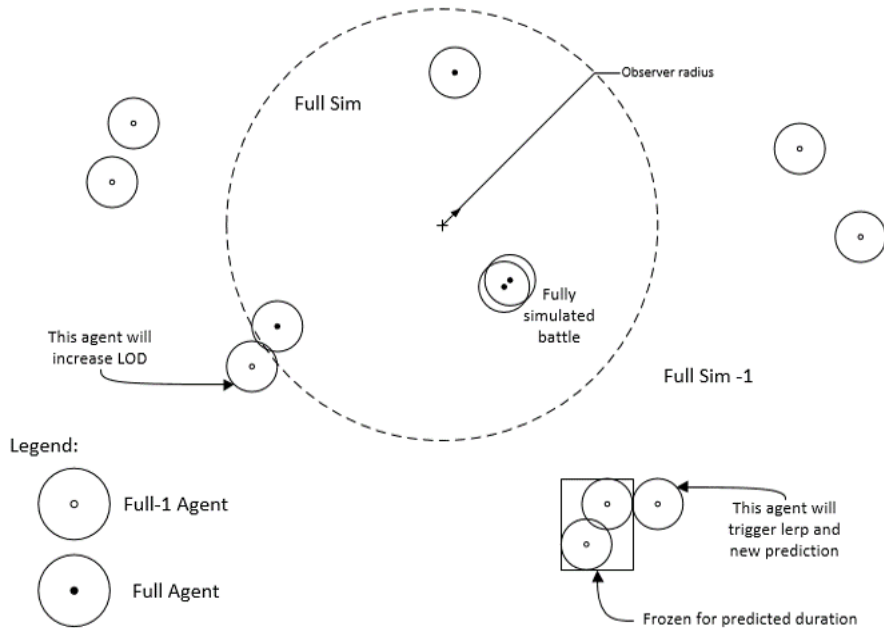 Observer radius
Full Sim
Fully
simulated
battle
This agent will
increase LOD
Full Sim -1
Legend:
Full-1 Agent
This agent will
trigger lerp and
new prediction
Full Agent
Frozen for predicted duration